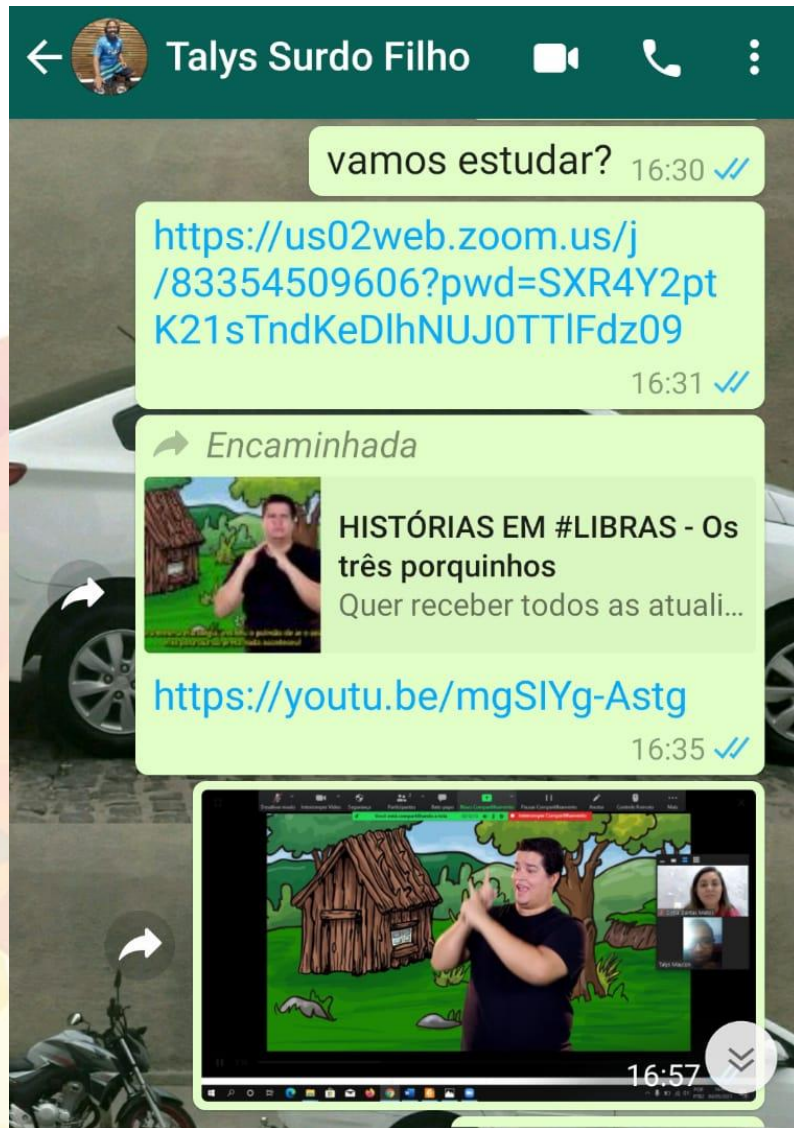 Talys Surdo Filho
vamos estudar? 16:30
https://us02web.zoom.us/j
/83354509606?pwd=SXR4Y2pt
K21sTndKeDlhNUJ0TTlFdz09
16:31
Encaminhada
HISTÓRIAS EM #LIBRAS - Os
três porquinhos
Quer receber todos as atuali...
https://youtu.be/mgSIYg-Astg
16:35
16:57